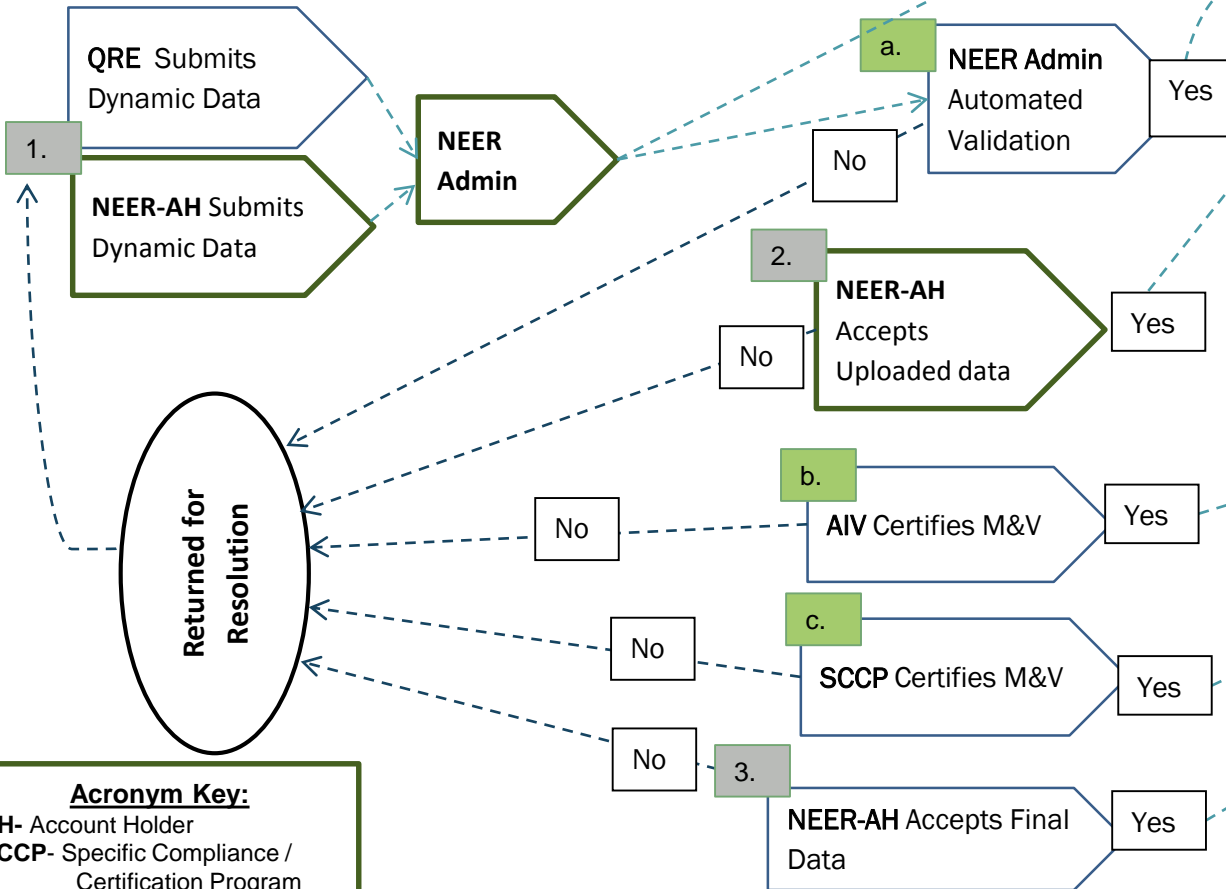 1.
QRE Submits
Dynamic Data
NEER-AH Submits
Dynamic Data
NEER
Admin
a.
NEER Admin
Automated
Validation
Yes
No
2.
NEER-AH
Accepts
Uploaded data
Yes
No
Returned for
Resolution
b.
AIV Certifies M&V
Yes
No
c.
SCCP Certifies M&V
Yes
No
3.
NEER-AH Accepts Final
Data
Yes
No
Acronym Key:
H- Account Holder
CCP- Specific Compliance /
Certification Program